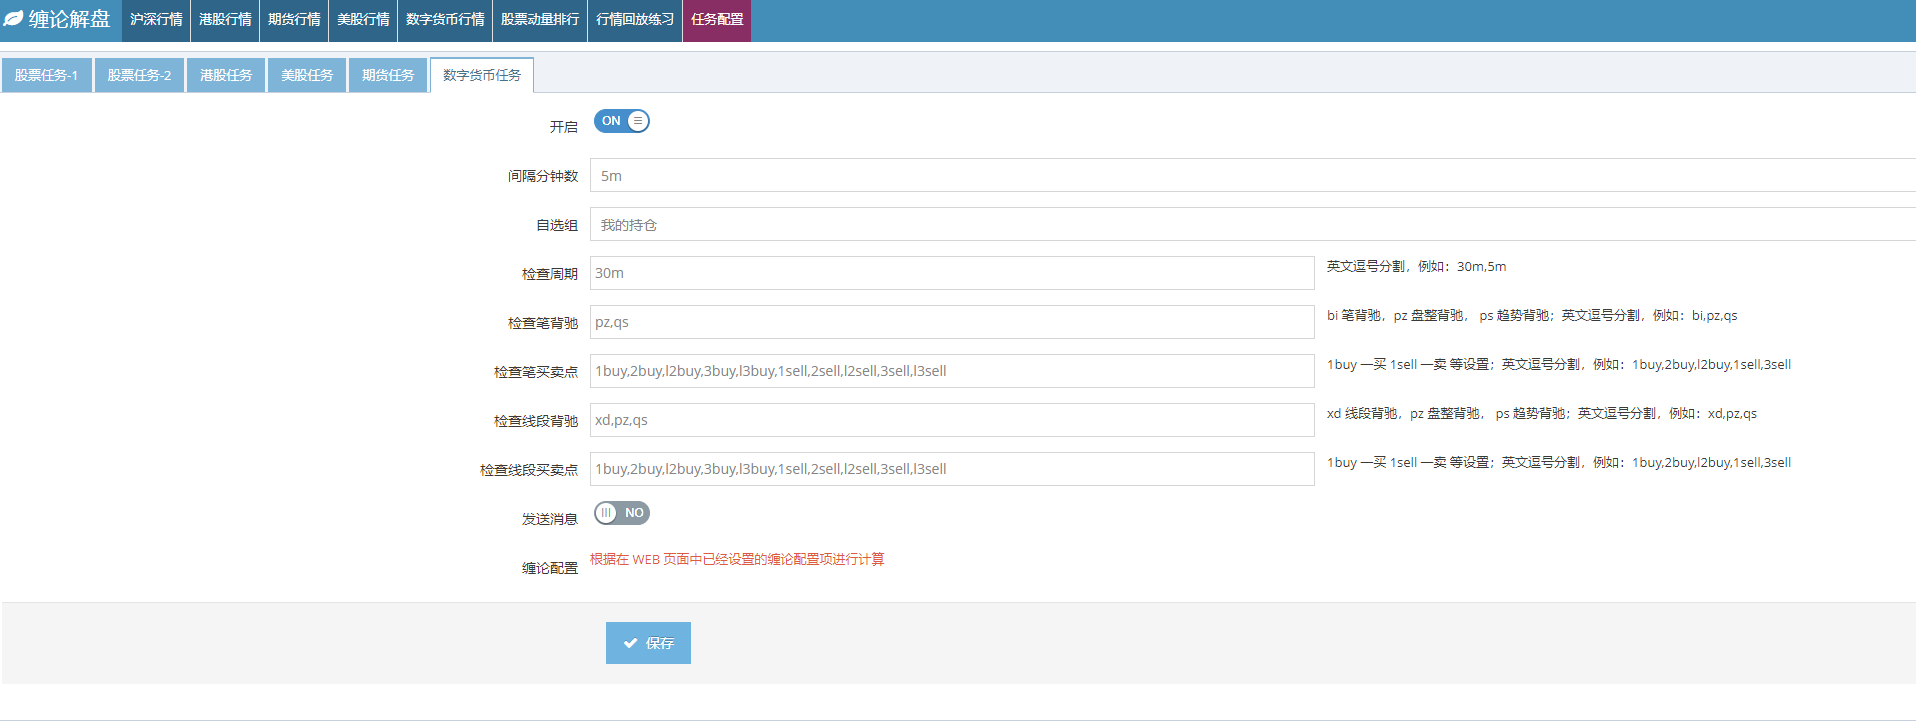 缠论解盘 沪深行情 港股行情 期货行情 美股行情 数字货币行情 股票动量排行 行情回放练习 任务配置
股票任务-1 股票任务-2 港股任务 美股任务 期货任务 数字货币任务
开启 ON
间隔分钟数 5m
自选组 我的持仓
检查周期 30m 英文逗号分割，例如：30m,5m
检查笔背驰 pz,qs bi 笔背驰，pz 盘整背驰， ps 趋势背驰；英文逗号分割，例如：bi,pz,qs
检查笔买卖点 1buy,2buy,l2buy,3buy,l3buy,1sell,2sell,l2sell,3sell,l3sell 1buy 一买 1sell 一卖 等设置；英文逗号分割，例如：1buy,2buy,l2buy,1sell,3sell
检查线段背驰 xd,pz,qs xd 线段背驰，pz 盘整背驰， ps 趋势背驰；英文逗号分割，例如：xd,pz,qs
检查线段买卖点 1buy,2buy,l2buy,3buy,l3buy,1sell,2sell,l2sell,3sell,l3sell 1buy 一买 1sell 一卖 等设置；英文逗号分割，例如：1buy,2buy,l2buy,1sell,3sell
发送消息 NO
缠论配置 根据在 WEB 页面中已经设置的缠论配置项进行计算
保存